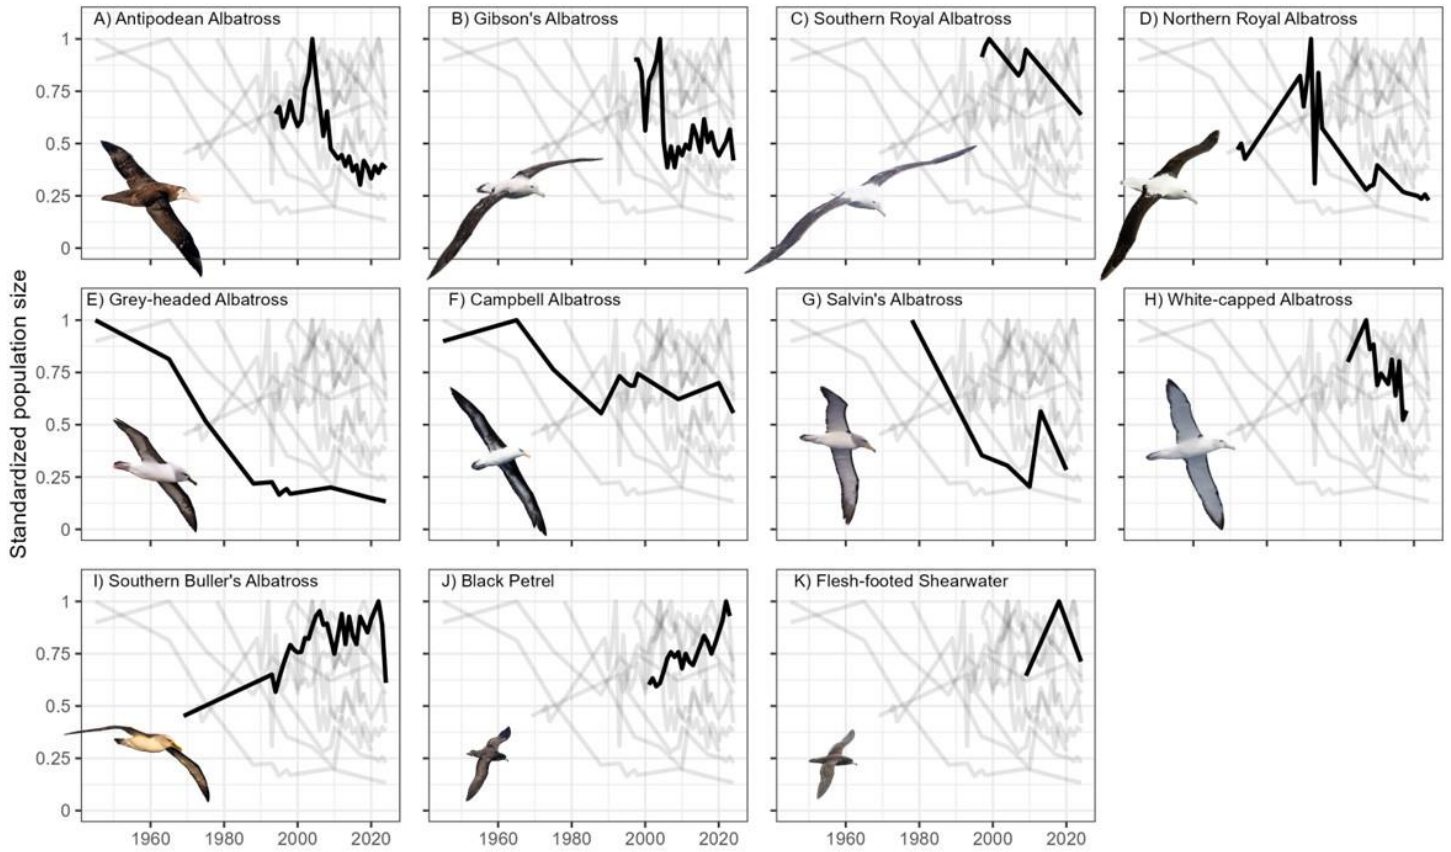 A) Antipodean Albatross
B) Gibson's Albatross
C) Southern Royal Albatross
D) Northern Royal Albatross
1
0.75
0.5
0.25
0
Standardized population size
E) Grey-headed Albatross
F) Campbell Albatross
G) Salvin's Albatross
H) White-capped Albatross
1
0.75
0.5
0.25
0
I) Southern Buller's Albatross
J) Black Petrel
K) Flesh-footed Shearwater
1
0.75
0.5
0.25
0
1960 1980 2000 2020
1960 1980 2000 2020
1960 1980 2000 2020